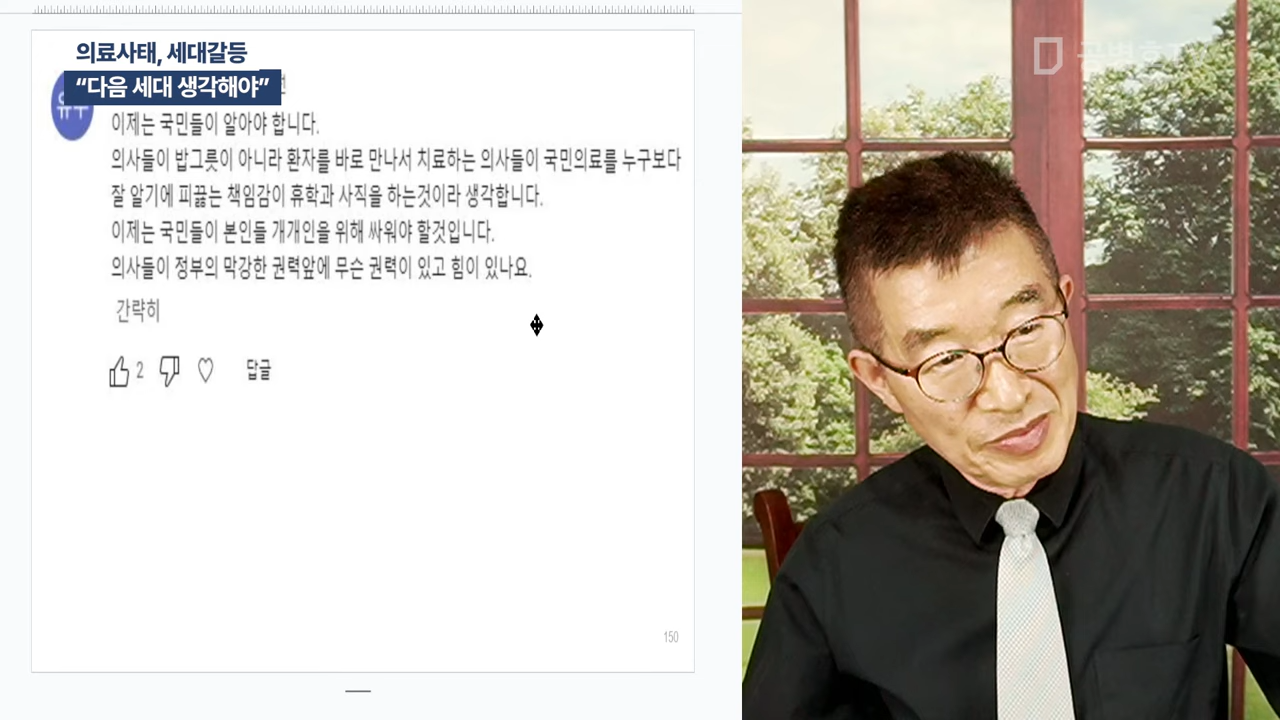 의료사태, 세대갈등
“다음 세대 생각해야”
이제는 국민들이 알아야 합니다.
의사들이 밥그릇이 아니라 환자를 바로 만나서 치료하는 의사들이 국민의료를 누구보다
잘 알기에 피끓는 책임감이 휴학과 사직을 하는것이라 생각합니다.
이제는 국민들이 본인들 개개인을 위해 싸워야 할것입니다.
의사들이 정부의 막강한 권력앞에 무슨 권력이 있고 힘이 있나요.
간략히
2
답글
150